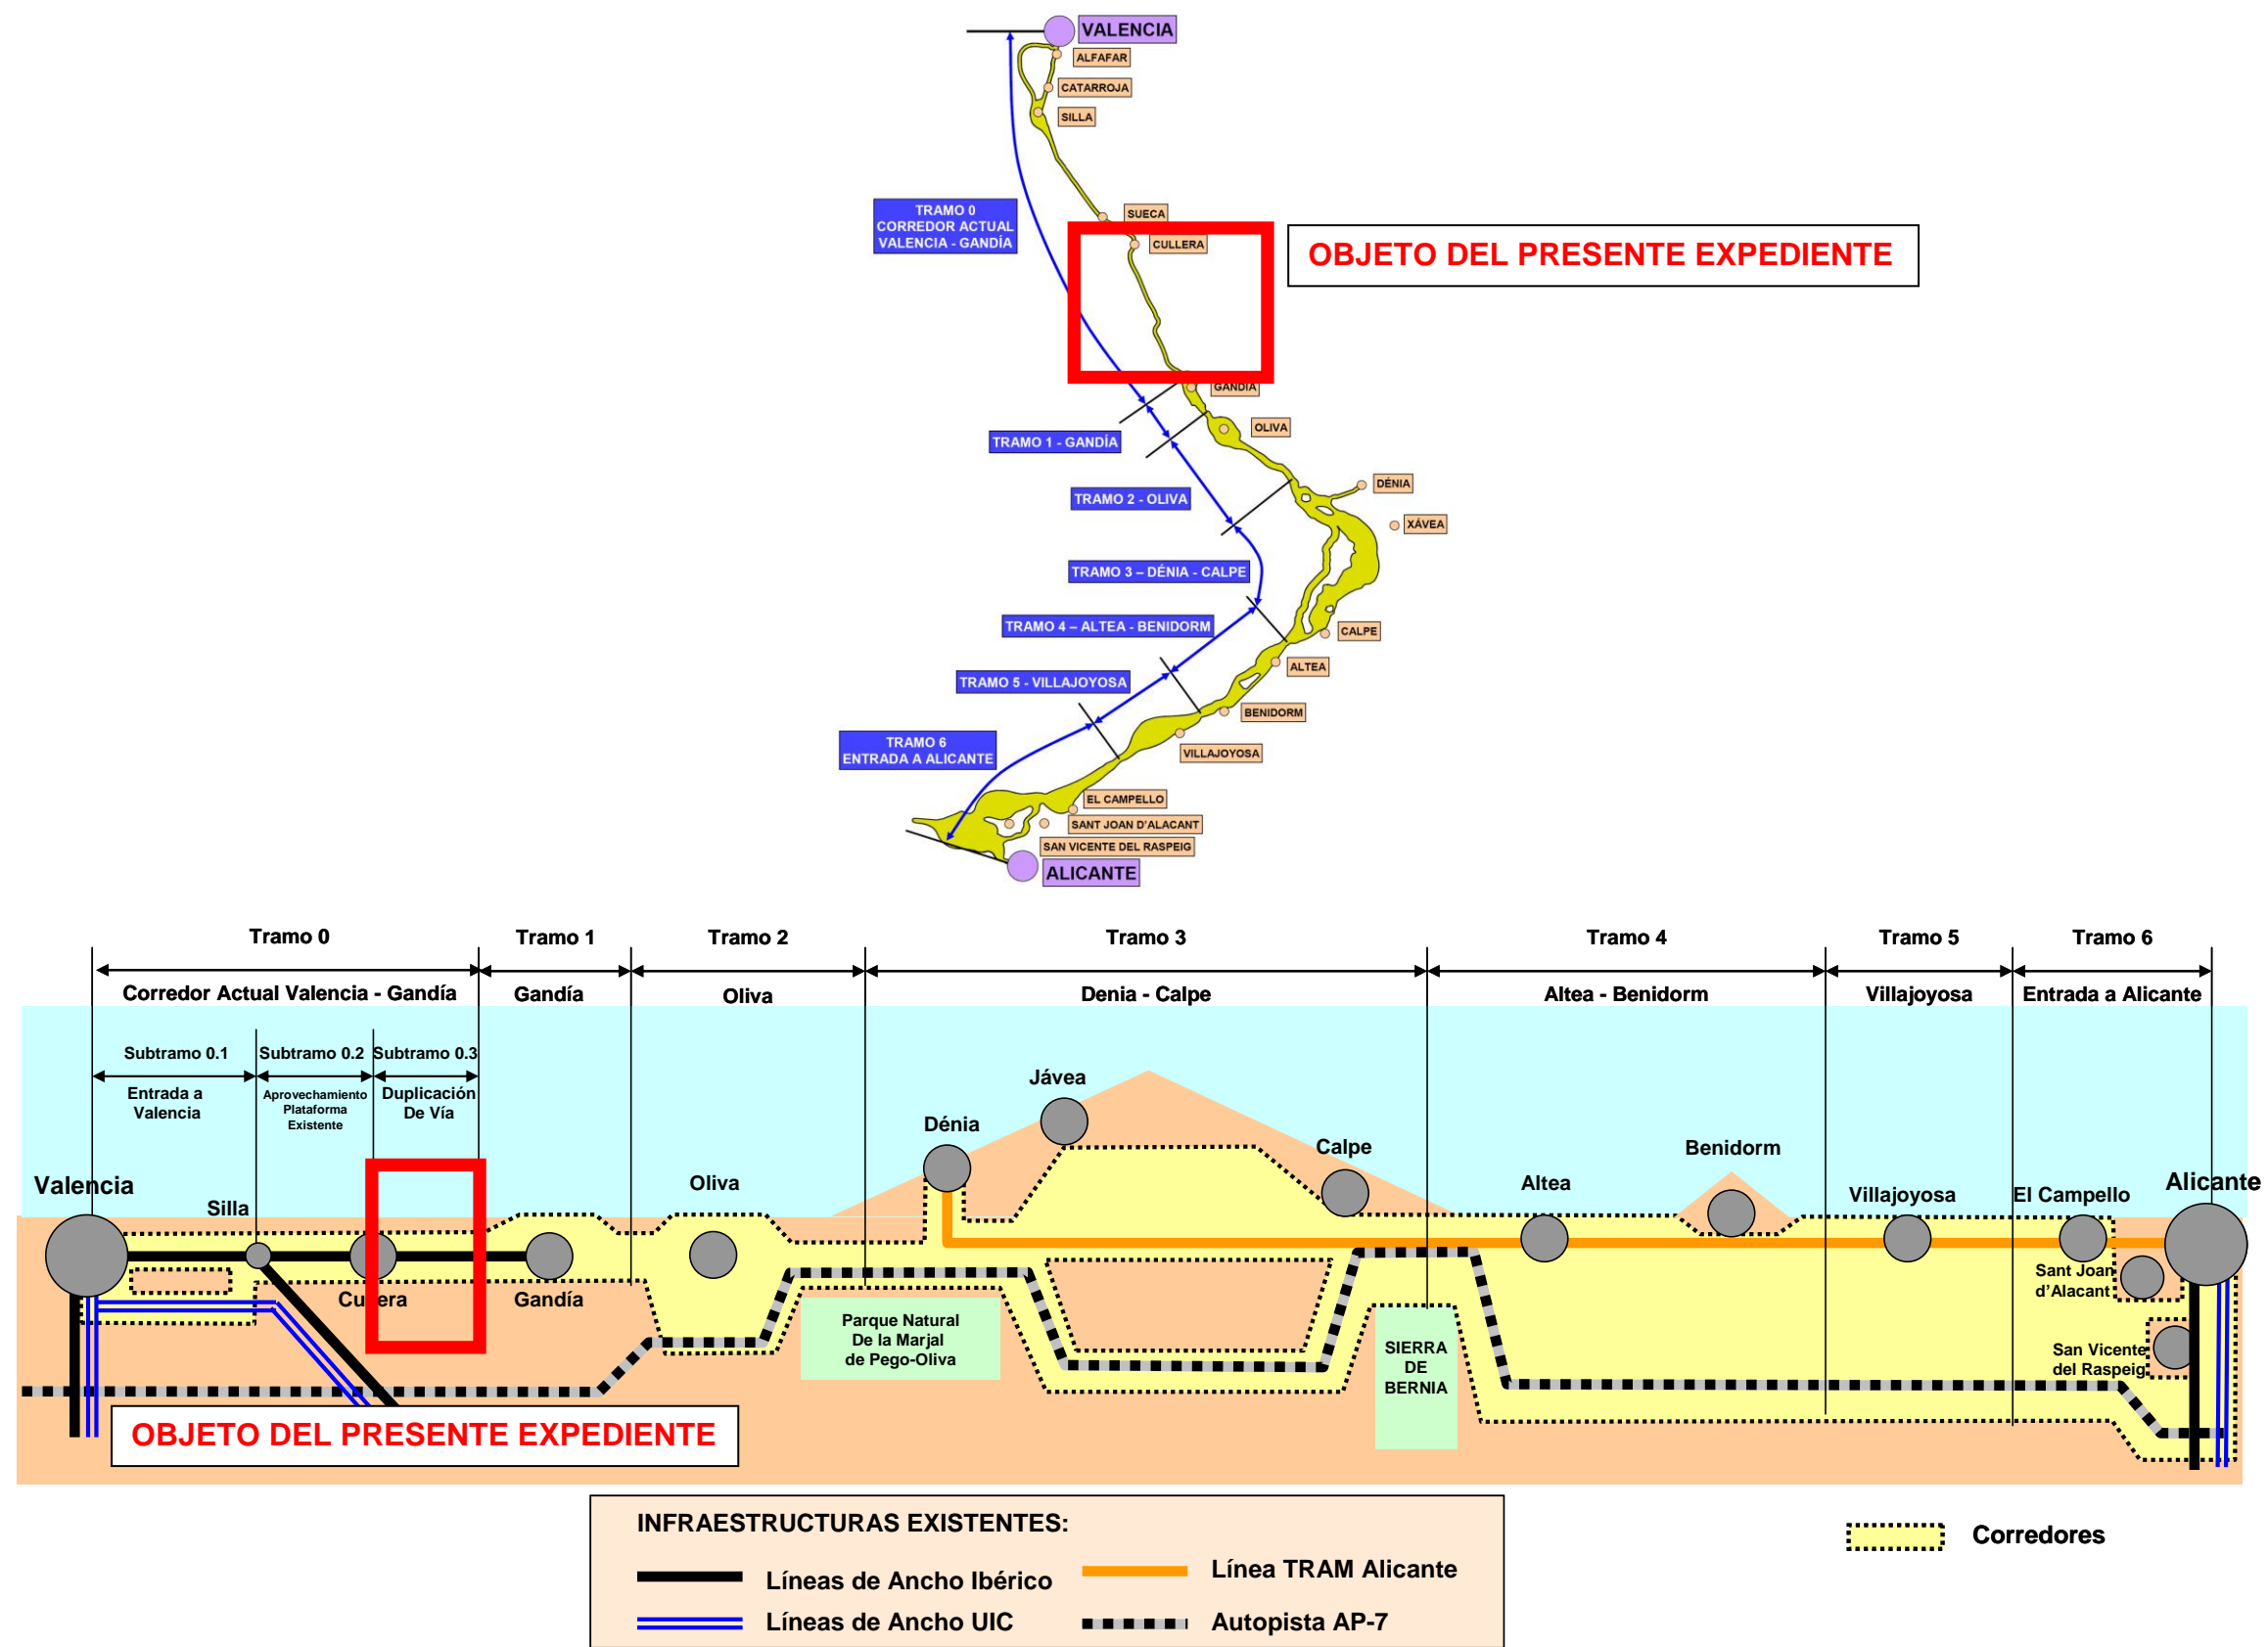 VALENCIA
ALFAFAR
CATARROJA
SILLA
TRAMO 0
CORREDOR ACTUAL
VALENCIA - GANDÍA
SUECA
CULLERA
OBJETO DEL PRESENTE EXPEDIENTE
GANDÍA
TRAMO 1 - GANDÍA
OLIVA
TRAMO 2 - OLIVA
DÉNIA
XÁVEA
TRAMO 3 – DÉNIA - CALPE
TRAMO 4 – ALTEA - BENIDORM
CALPE
ALTEA
TRAMO 5 - VILLAJOYOSA
BENIDORM
TRAMO 6
ENTRADA A ALICANTE
VILLAJOYOSA
EL CAMPELLO
SANT JOAN D'ALACANT
SAN VICENTE DEL RASPEIG
ALICANTE
Tramo 0
Tramo 1
Tramo 2
Tramo 3
Tramo 4
Tramo 5
Tramo 6
Corredor Actual Valencia - Gandía
Gandía
Oliva
Denia - Calpe
Altea - Benidorm
Villajoyosa
Entrada a Alicante
Subtramo 0.1
Subtramo 0.2
Subtramo 0.3
Entrada a
Valencia
Aprovechamiento
Plataforma
Existente
Duplicación
De Vía
Valencia
Silla
Cullera
Gandía
Oliva
Dénia
Jávea
Calpe
Altea
Benidorm
Villajoyosa
El Campello
Alicante
Sant Joan
d'Alacant
San Vicente
del Raspeig
Parque Natural
De la Marjal
de Pego-Oliva
SIERRA
DE
BERNIA
OBJETO DEL PRESENTE EXPEDIENTE
INFRAESTRUCTURAS EXISTENTES:
Líneas de Ancho Ibérico
Línea TRAM Alicante
Líneas de Ancho UIC
Autopista AP-7
Corredores